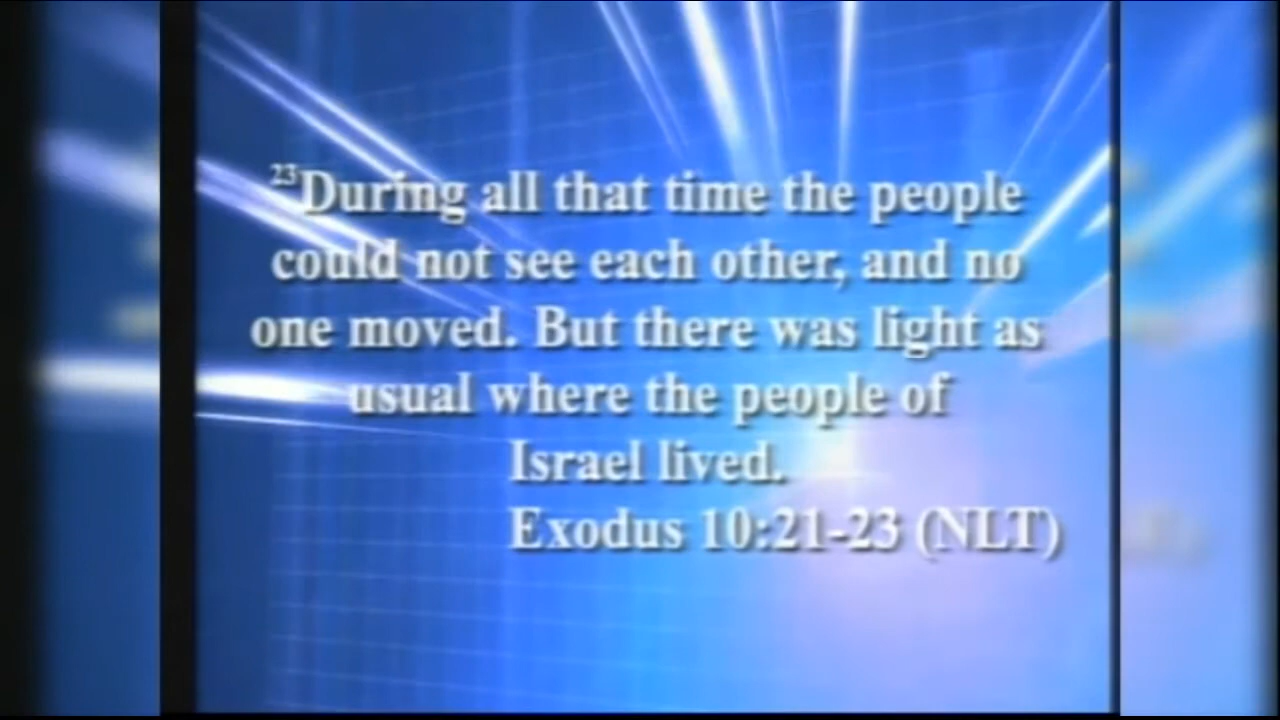 23During all that time the people
could not see each other, and no
one moved. But there was light as
usual where the people of
Israel lived.
Exodus 10:21-23 (NLT)